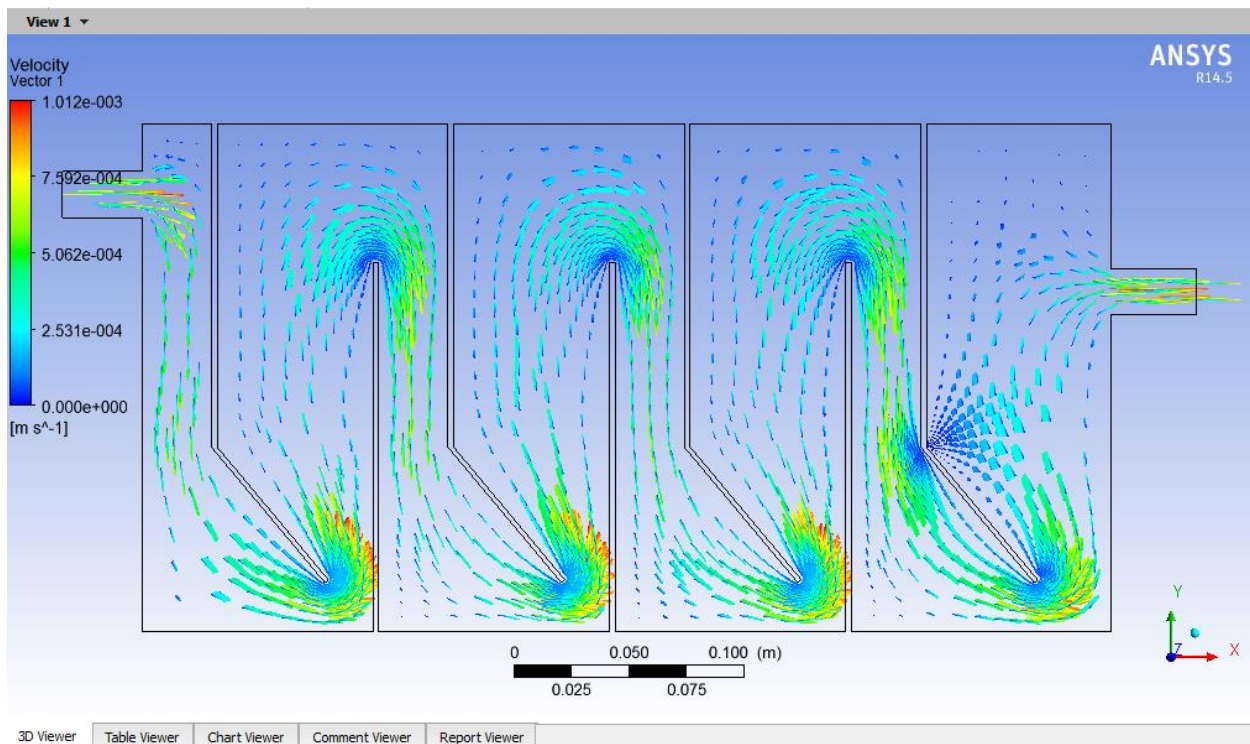 View 1
ANSYS
R14.5
Velocity
Vector 1
1.012e-003
7.592e-004
5.062e-004
2.531e-004
0.000e+000
[m s^-1]
0 0.050 0.100 (m)
0.025 0.075
Y
Z X
3D Viewer Table Viewer Chart Viewer Comment Viewer Report Viewer